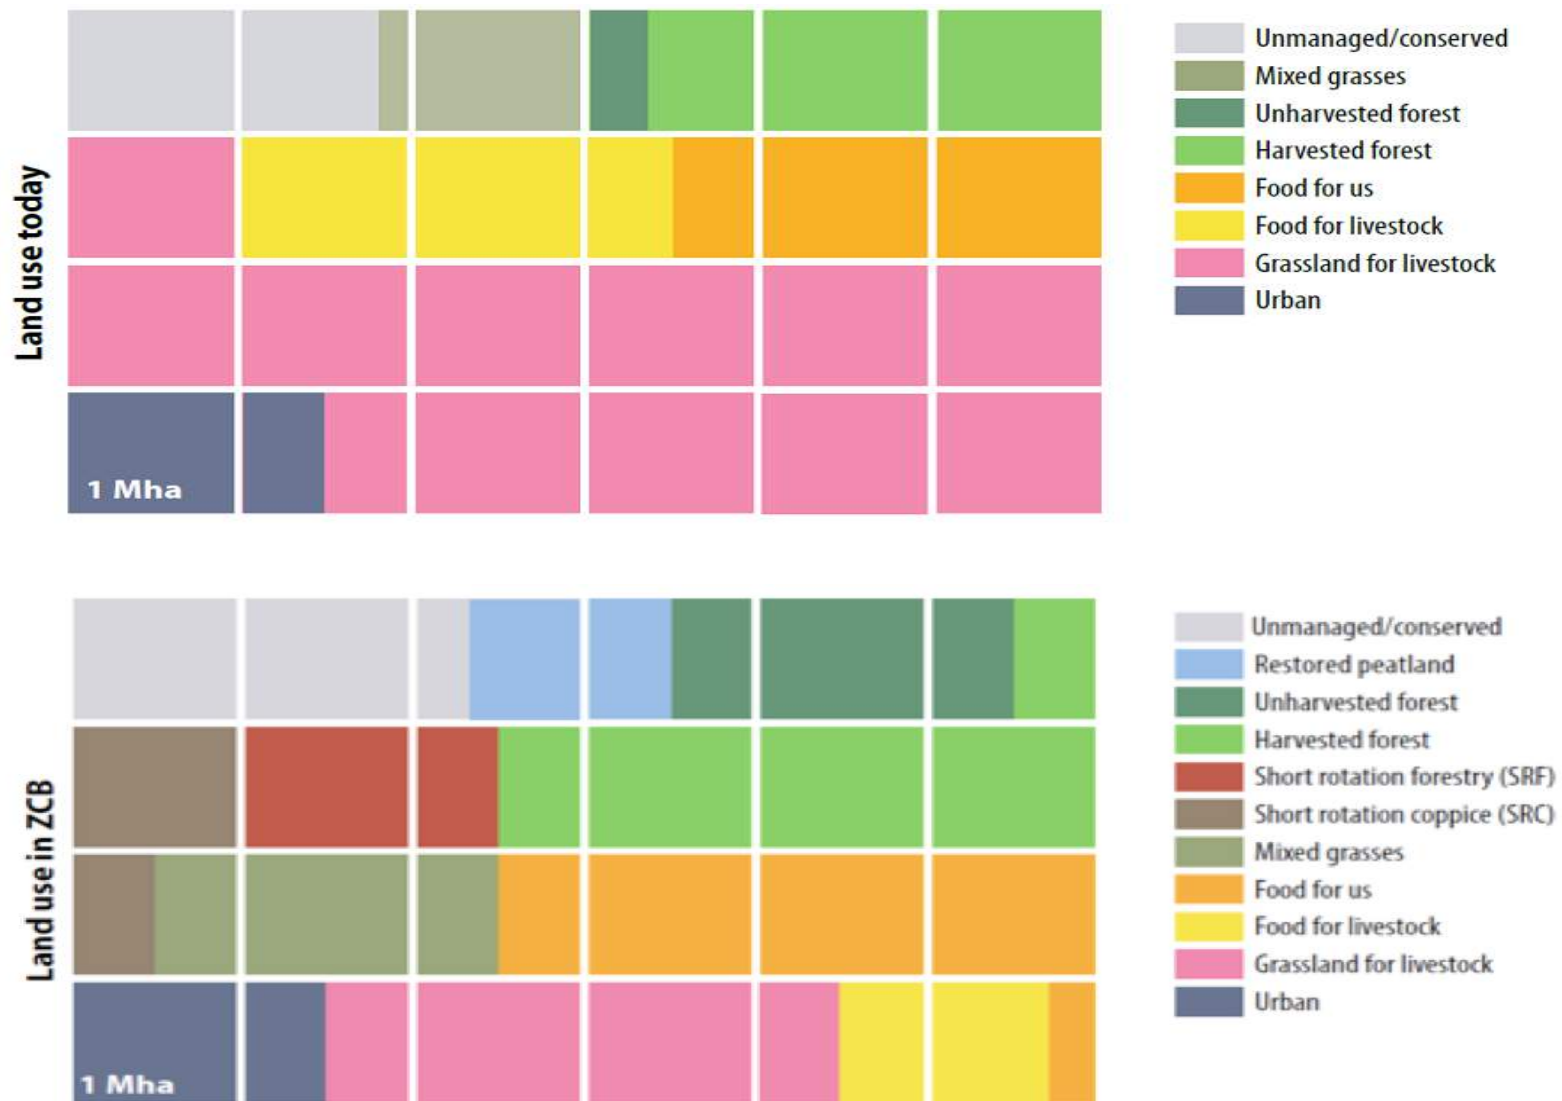 Land use today
1 Mha
Unmanaged/conserved
Mixed grasses
Unharvested forest
Harvested forest
Food for us
Food for livestock
Grassland for livestock
Urban
Land use in ZCB
1 Mha
Unmanaged/conserved
Restored peatland
Unharvested forest
Harvested forest
Short rotation forestry (SRF)
Short rotation coppice (SRC)
Mixed grasses
Food for us
Food for livestock
Grassland for livestock
Urban